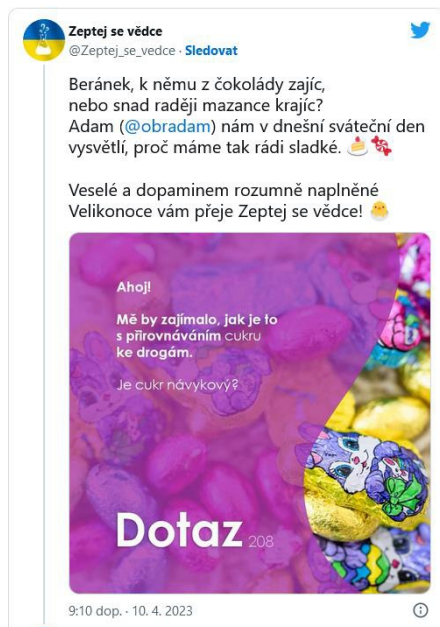 Zeptej se vědce
@Zeptej_se_vedce · Sledovat
Beránek, k němu z čokolády zajíc,
nebo snad raději mazance krajíc?
Adam (@obradam) nám v dnešní sváteční den
vysvětlí, proč máme tak rádi sladké. 🍰🍬
Veselé a dopaminem rozumně naplněné
Velikonoce vám přeje Zeptej se vědce! 🐣
Ahoj!
Mě by zajímalo, jak je to
s přirovnáváním cukru
ke drogám.
Je cukr návykový?
Dotaz 208
9:10 dop. · 10. 4. 2023